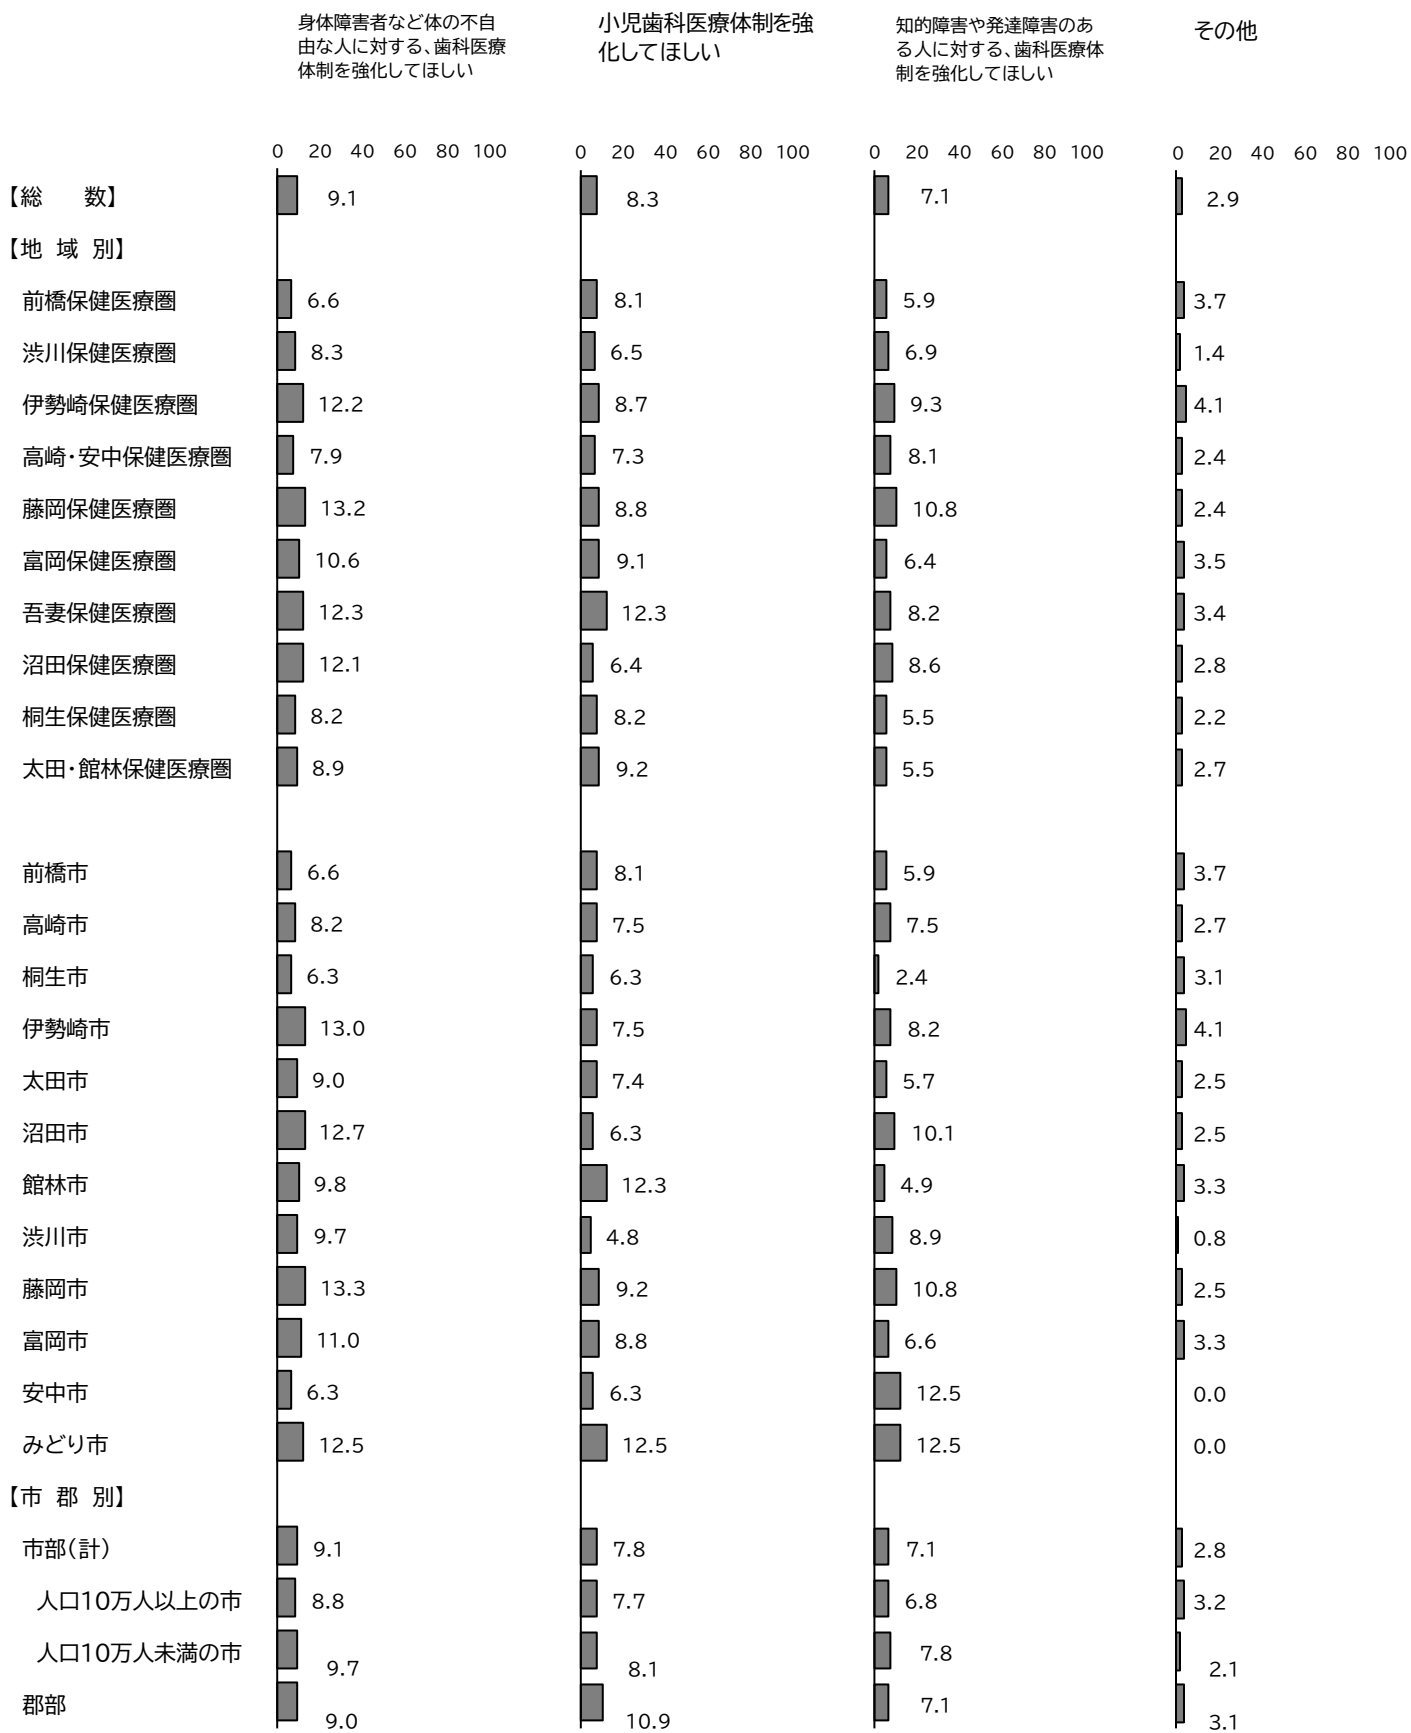 身体障害者など体の不自
由な人に対する、歯科医療
体制を強化してほしい
小児歯科医療体制を強
化してほしい
知的障害や発達障害のあ
る人に対する、歯科医療体
制を強化してほしい
その他
0 20 40 60 80 100 0 20 40 60 80 100 0 20 40 60 80 100 0 20 40 60 80 100
【総　数】 9.1 8.3 7.1 2.9
【地 域 別】
前橋保健医療圏 6.6 8.1 5.9 3.7
渋川保健医療圏 8.3 6.5 6.9 1.4
伊勢崎保健医療圏 12.2 8.7 9.3 4.1
高崎・安中保健医療圏 7.9 7.3 8.1 2.4
藤岡保健医療圏 13.2 8.8 10.8 2.4
富岡保健医療圏 10.6 9.1 6.4 3.5
吾妻保健医療圏 12.3 12.3 8.2 3.4
沼田保健医療圏 12.1 6.4 8.6 2.8
桐生保健医療圏 8.2 8.2 5.5 2.2
太田・館林保健医療圏 8.9 9.2 5.5 2.7
前橋市 6.6 8.1 5.9 3.7
高崎市 8.2 7.5 7.5 2.7
桐生市 6.3 6.3 2.4 3.1
伊勢崎市 13.0 7.5 8.2 4.1
太田市 9.0 7.4 5.7 2.5
沼田市 12.7 6.3 10.1 2.5
館林市 9.8 12.3 4.9 3.3
渋川市 9.7 4.8 8.9 0.8
藤岡市 13.3 9.2 10.8 2.5
富岡市 11.0 8.8 6.6 3.3
安中市 6.3 6.3 12.5 0.0
みどり市 12.5 12.5 12.5 0.0
【市 郡 別】
市部（計） 9.1 7.8 7.1 2.8
人口10万人以上の市 8.8 7.7 6.8 3.2
人口10万人未満の市 9.7 8.1 7.8 2.1
郡部 9.0 10.9 7.1 3.1